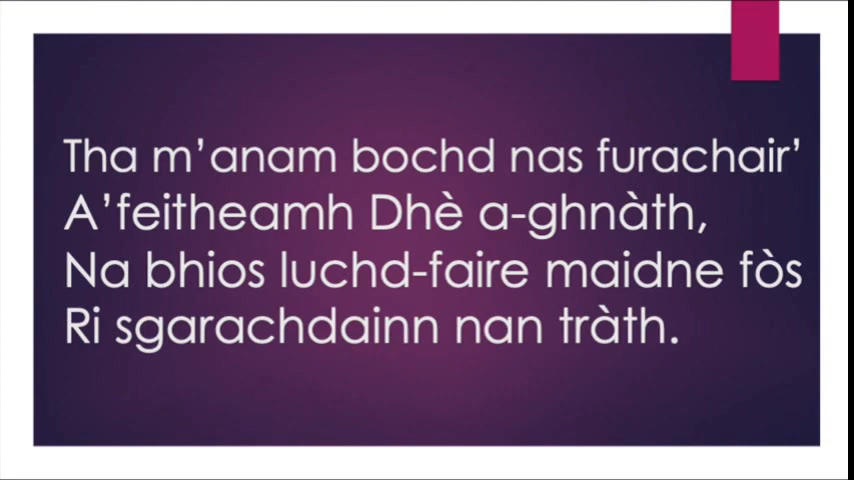 Tha m’anam bochd nas furachair’
A’feitheamh Dhè a-ghnàth,
Na bhios luchd-faire maidne fòs
Ri sgarachdainn nan tràth.